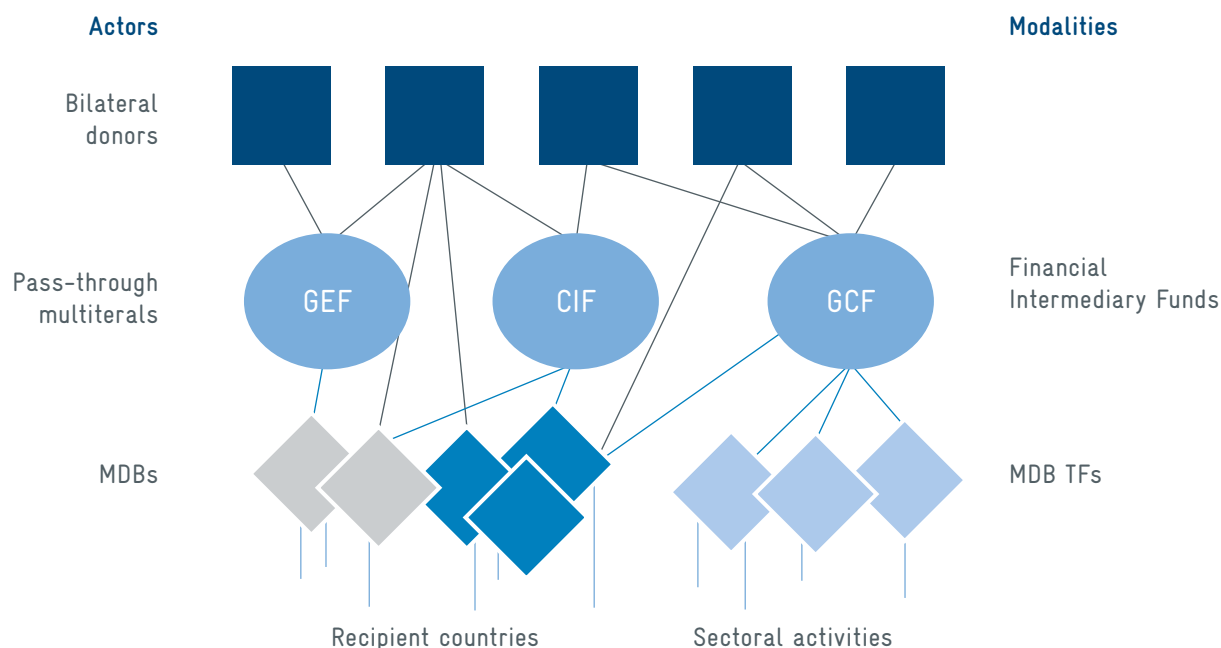 Actors
Modalities
Bilateral
donors
Pass-through
multiterals
GEF
CIF
GCF
Financial
Intermediary Funds
MDBs
MDB TFs
Recipient countries
Sectoral activities